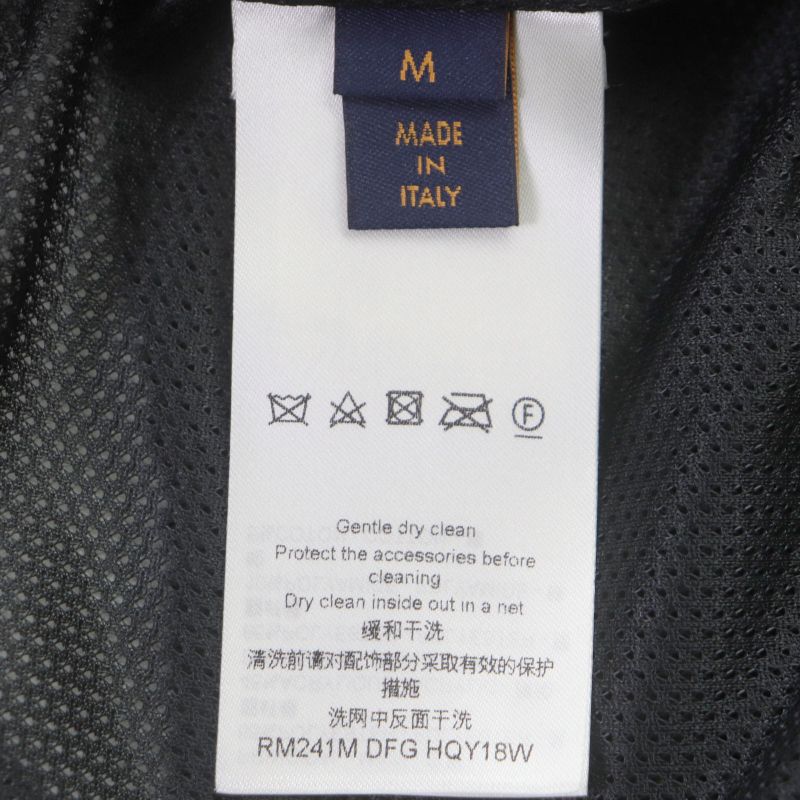 M
MADE
IN
ITALY
F
Gentle dry clean
Protect the accessories before
cleaning
Dry clean inside out in a net
缓和干洗
清洗前请对配饰部分采取有效的保护
措施
洗网中反面干洗
RM241M DFG HQY18W